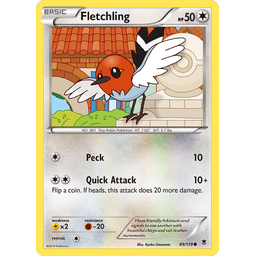 BASIC
Fletchling
HP50
NO. 661 Tiny Robin Pokémon HT: 1'00" WT: 3.7 lbs.
Peck 10
Quick Attack 10+
Flip a coin. If heads, this attack does 20 more damage.
weakness
×2
resistance
-20
retreat
These friendly Pokémon send
signals to one another with
beautiful chirps and tail-feather
movements.
Illus. Kyoko Umemoto
89/119